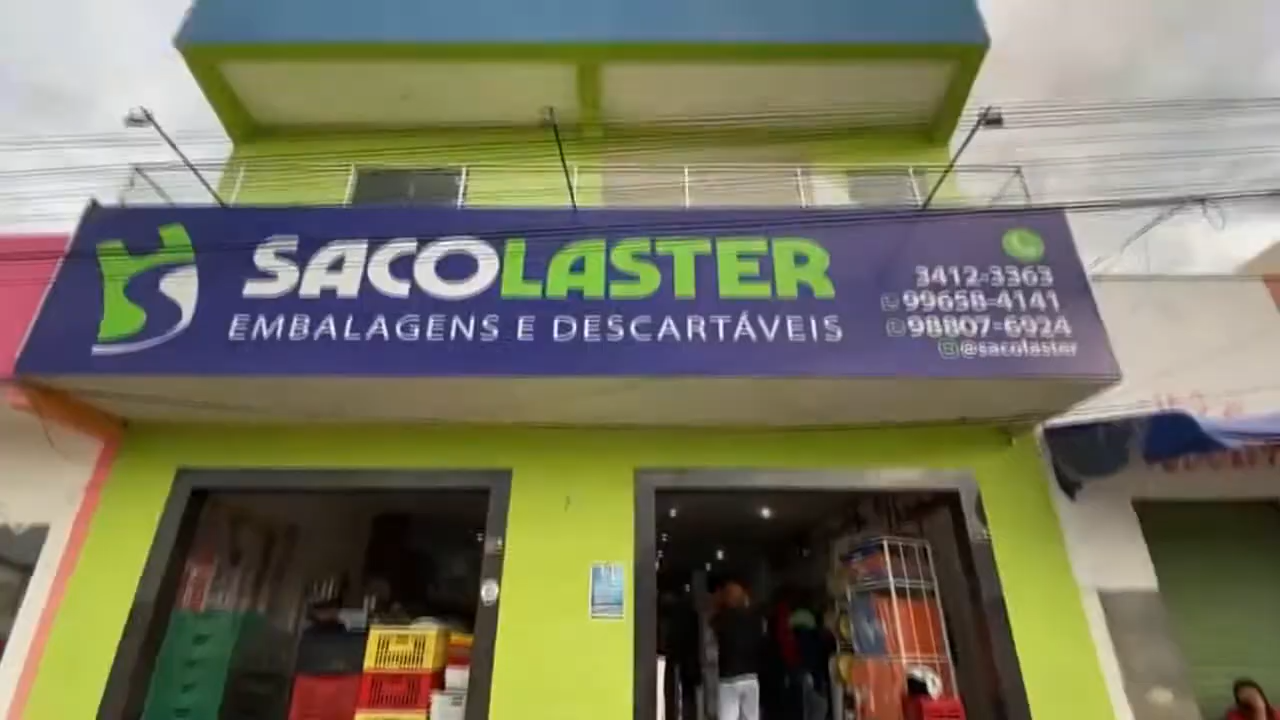 SACOLASTER
EMBALAGENS E DESCARTÁVEIS
3412-3363
99658-4141
98807-6924
@sacolaster